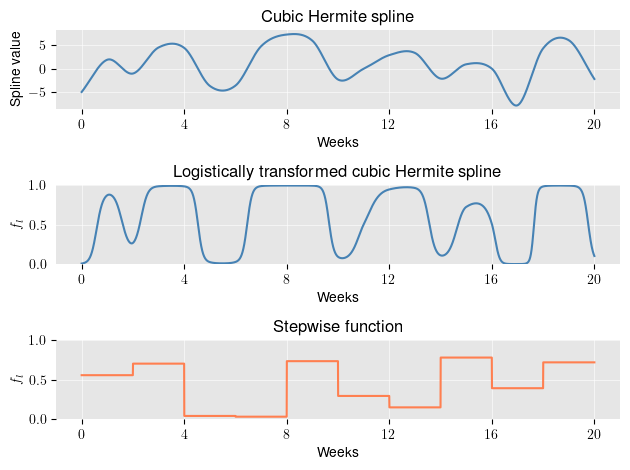 Cubic Hermite spline
Spline value
5
0
−5
0 4 8 12 16 20
Weeks
Logistically transformed cubic Hermite spline
f_t
1.0
0.5
0.0
0 4 8 12 16 20
Weeks
Stepwise function
f_t
1.0
0.5
0.0
0 4 8 12 16 20
Weeks